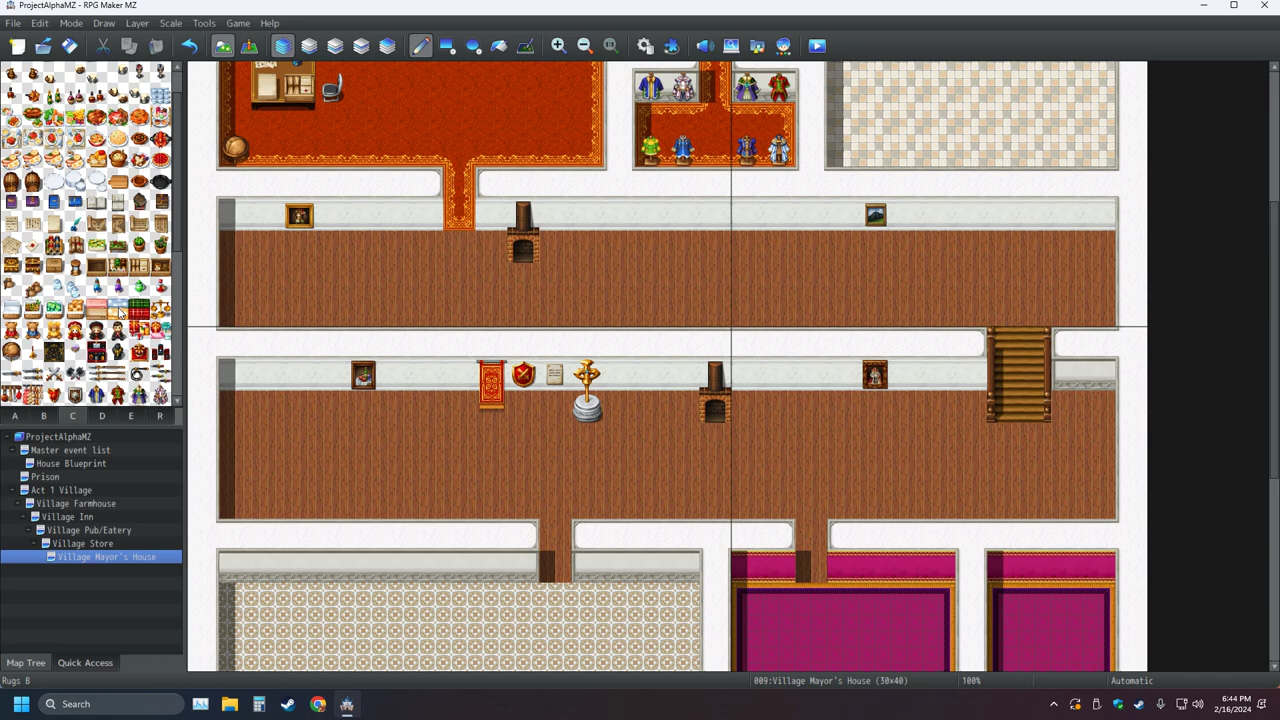 ProjectAlphaMZ - RPG Maker MZ
File Edit Mode Draw Scale Tools Game Help
A B C D E R
ProjectAlphaMZ
Master event list
House Blueprint
Prison
Act 1 Village
Village Farmhouse
Village Inn
Village Pub/Eatery
Village Store
Village Mayor's House
Map Tree Quick Access
Rugs B 009:Village Mayor's House (30x40) 100% Automatic
Search
6:44 PM
2/16/2024